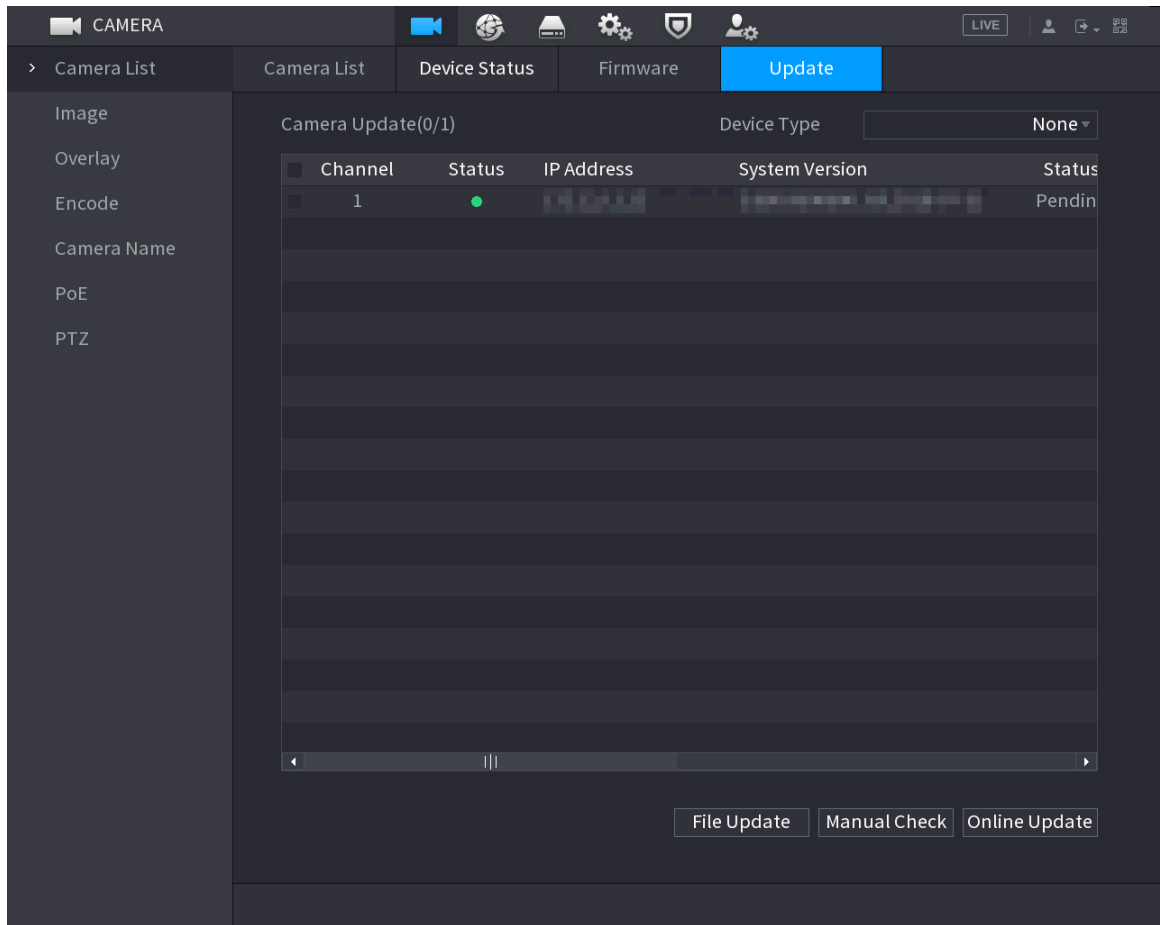 CAMERA LIVE
Camera List Camera List Device Status Firmware Update
Image
Overlay
Encode
Camera Name
PoE
PTZ
Camera Update(0/1) Device Type None
Channel Status IP Address System Version Status
1 Pendin
File Update Manual Check Online Update